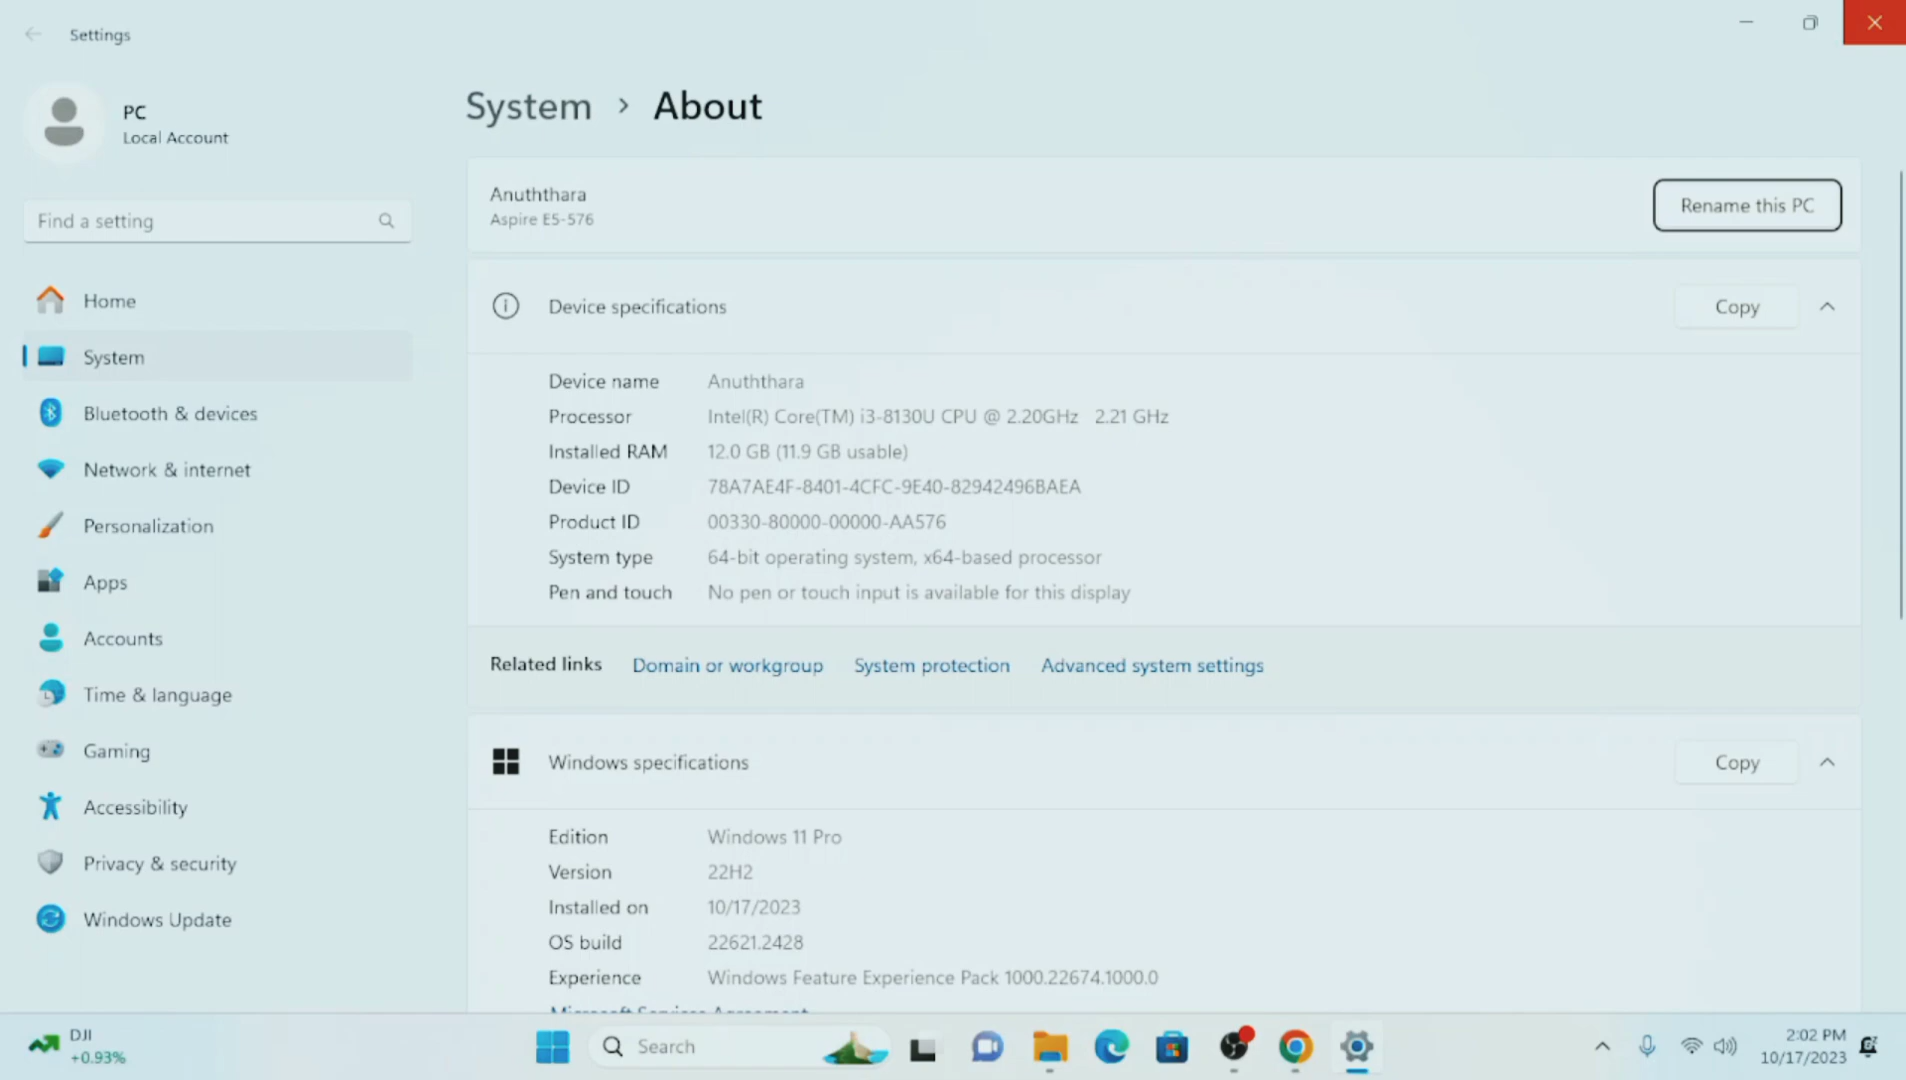 Settings
PC
Local Account
Find a setting
Home
System
Bluetooth & devices
Network & internet
Personalization
Apps
Accounts
Time & language
Gaming
Accessibility
Privacy & security
Windows Update
System > About
Anuththara
Aspire E5-576
Rename this PC
Device specifications
Copy
Device name Anuththara
Processor Intel(R) Core(TM) i3-8130U CPU @ 2.20GHz 2.21 GHz
Installed RAM 12.0 GB (11.9 GB usable)
Device ID 78A7AE4F-8401-4CFC-9E40-82942496BAEA
Product ID 00330-80000-00000-AA576
System type 64-bit operating system, x64-based processor
Pen and touch No pen or touch input is available for this display
Related links Domain or workgroup System protection Advanced system settings
Windows specifications
Copy
Edition Windows 11 Pro
Version 22H2
Installed on 10/17/2023
OS build 22621.2428
Experience Windows Feature Experience Pack 1000.22674.1000.0
Microsoft Services Agreement
DJI
+0.93%
Search
2:02 PM
10/17/2023